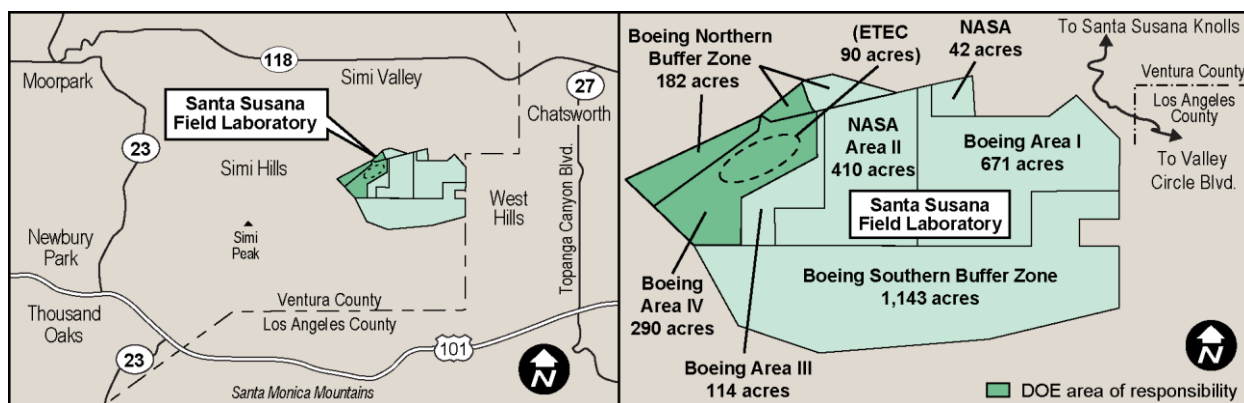 118
Moorpark
Simi Valley
27
Chatsworth
Santa Susana
Field Laboratory
23
Simi Hills
Topanga Canyon Blvd.
West
Hills
Simi
Peak
Newbury
Park
Ventura County
Los Angeles County
Thousand
Oaks
101
23
Santa Monica Mountains
N
Boeing Northern
Buffer Zone
182 acres
(ETEC
90 acres)
NASA
42 acres
To Santa Susana Knolls
Ventura County
Los Angeles
County
To Valley
Circle Blvd.
NASA
Area II
410 acres
Boeing Area I
671 acres
Santa Susana
Field Laboratory
Boeing Southern Buffer Zone
1,143 acres
Boeing
Area IV
290 acres
Boeing Area III
114 acres
N
DOE area of responsibility